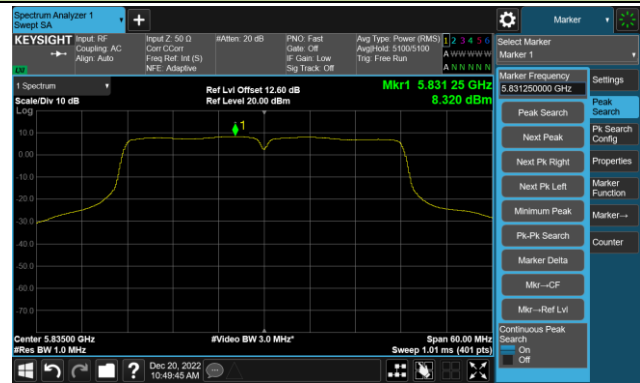 Spectrum Analyzer 1
Swept SA
Marker
KEYSIGHT
Input: RF
Coupling: AC
Align: Auto
Input Z: 50 Ω
Corr CCorr
Freq Ref: Int (S)
NFE: Adaptive
#Atten: 20 dB
PNO: Fast
Gate: Off
IF Gain: Low
Sig Track: Off
Avg Type: Power (RMS)
Avg|Hold: 5100/5100
Trig: Free Run
1 2 3 4 5 6
A W W W W W
A N N N N N
Select Marker
Marker 1
LXI
1 Spectrum
Scale/Div 10 dB
Ref Lvl Offset 12.60 dB
Ref Level 20.00 dBm
Mkr1 5.831 25 GHz
8.320 dBm
Log
10.0
0.00
-10.0
-20.0
-30.0
-40.0
-50.0
-60.0
-70.0
1
Center 5.83500 GHz
#Res BW 1.0 MHz
#Video BW 3.0 MHz*
Span 60.00 MHz
Sweep 1.01 ms (401 pts)
Marker Frequency
5.831250000 GHz
Peak Search
Next Peak
Next Pk Right
Next Pk Left
Minimum Peak
Pk-Pk Search
Marker Delta
Mkr→CF
Mkr→Ref Lvl
Continuous Peak
Search
On
Off
Settings
Peak
Search
Pk Search
Config
Properties
Marker
Function
Marker→
Counter
?
Dec 20, 2022
10:49:45 AM